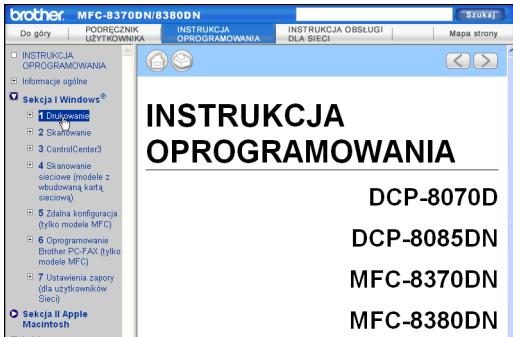 brother MFC-8370DN/8380DN
Szukaj
Do góry
PODRĘCZNIK
UŻYTKOWNIKA
INSTRUKCJA
OPROGRAMOWANIA
INSTRUKCJA OBSŁUGI
DLA SIECI
Mapa strony
INSTRUKCJA
OPROGRAMOWANIA
Informacje ogólne
Sekcja I Windows®
1 Drukowanie
2 Skanowanie
3 ControlCenter3
4 Skanowanie
sieciowe (modele z
wbudowaną kartą
sieciową)
5 Zdalna konfiguracja
(tylko modele MFC)
6 Oprogramowanie
Brother PC-FAX (tylko
modele MFC)
7 Ustawienia zapory
(dla użytkowników
Sieci)
Sekcja II Apple
Macintosh
INSTRUKCJA
OPROGRAMOWANIA
DCP-8070D
DCP-8085DN
MFC-8370DN
MFC-8380DN